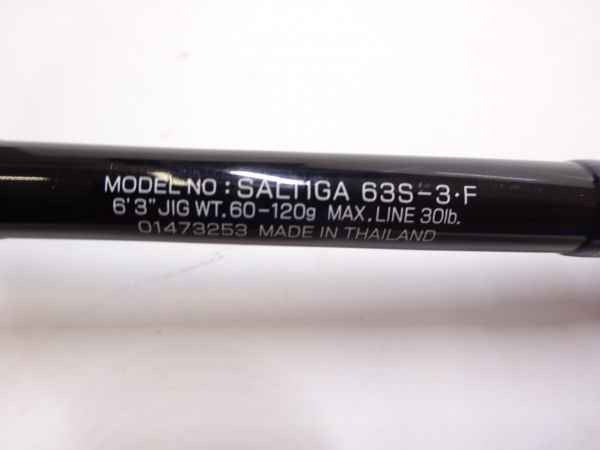 MODEL NO : SALTIGA 63S-3・F
6'3" JIG WT. 60-120g MAX. LINE 30lb.
01473253 MADE IN THAILAND